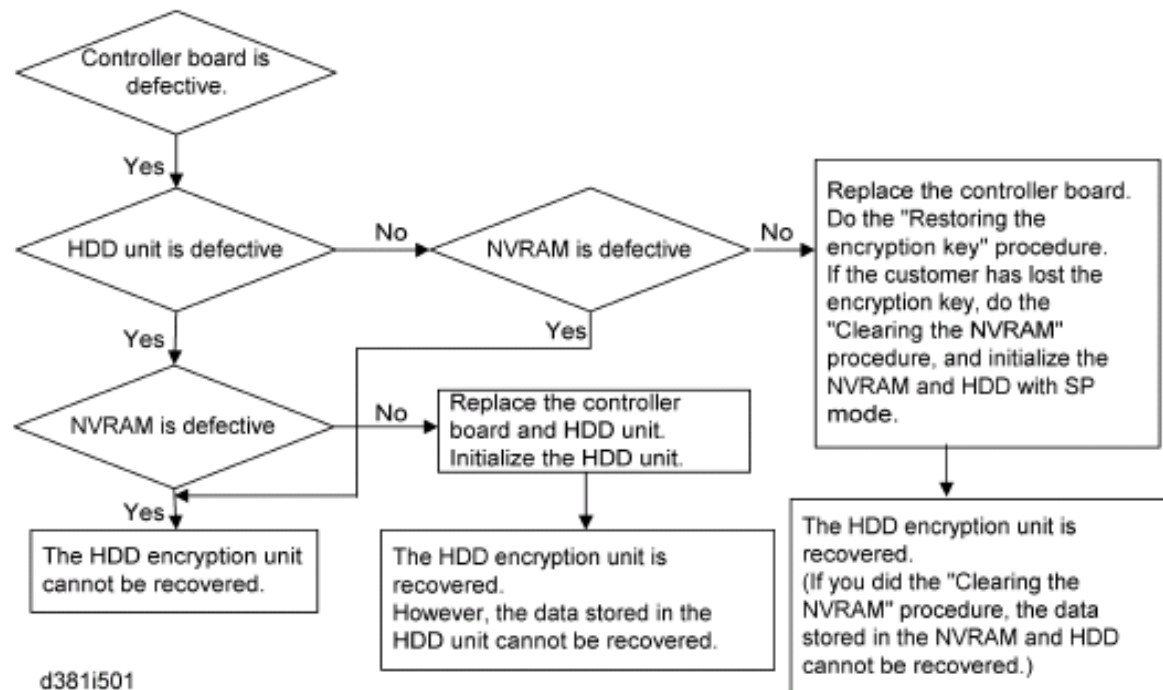 Controller board is
defective.
Yes
HDD unit is defective
No
NVRAM is defective
No
Replace the controller board.
Do the "Restoring the
encryption key" procedure.
If the customer has lost the
encryption key, do the
"Clearing the NVRAM"
procedure, and initialize the
NVRAM and HDD with SP
mode.
Yes
Yes
NVRAM is defective
No
Replace the controller
board and HDD unit.
Initialize the HDD unit.
Yes
The HDD encryption unit
cannot be recovered.
The HDD encryption unit is
recovered.
However, the data stored in the
HDD unit cannot be recovered.
The HDD encryption unit is
recovered.
(If you did the "Clearing the
NVRAM" procedure, the data
stored in the NVRAM and HDD
cannot be recovered.)
d381i501